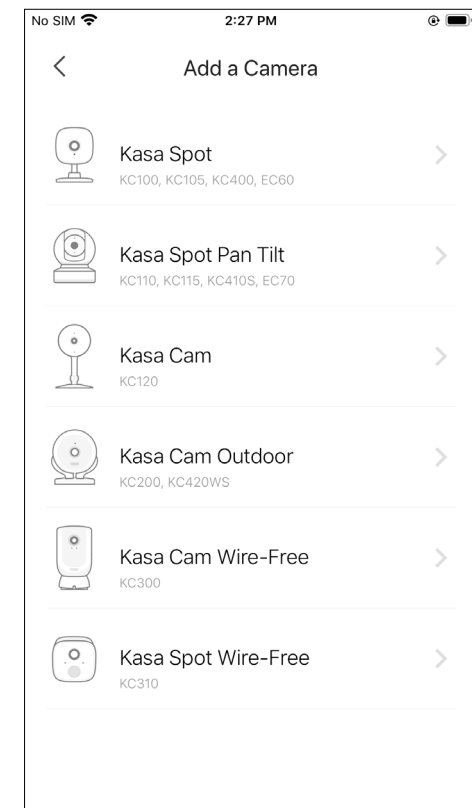 No SIM 2:27 PM
Add a Camera
Kasa Spot
KC100, KC105, KC400, EC60
Kasa Spot Pan Tilt
KC110, KC115, KC410S, EC70
Kasa Cam
KC120
Kasa Cam Outdoor
KC200, KC420WS
Kasa Cam Wire-Free
KC300
Kasa Spot Wire-Free
KC310